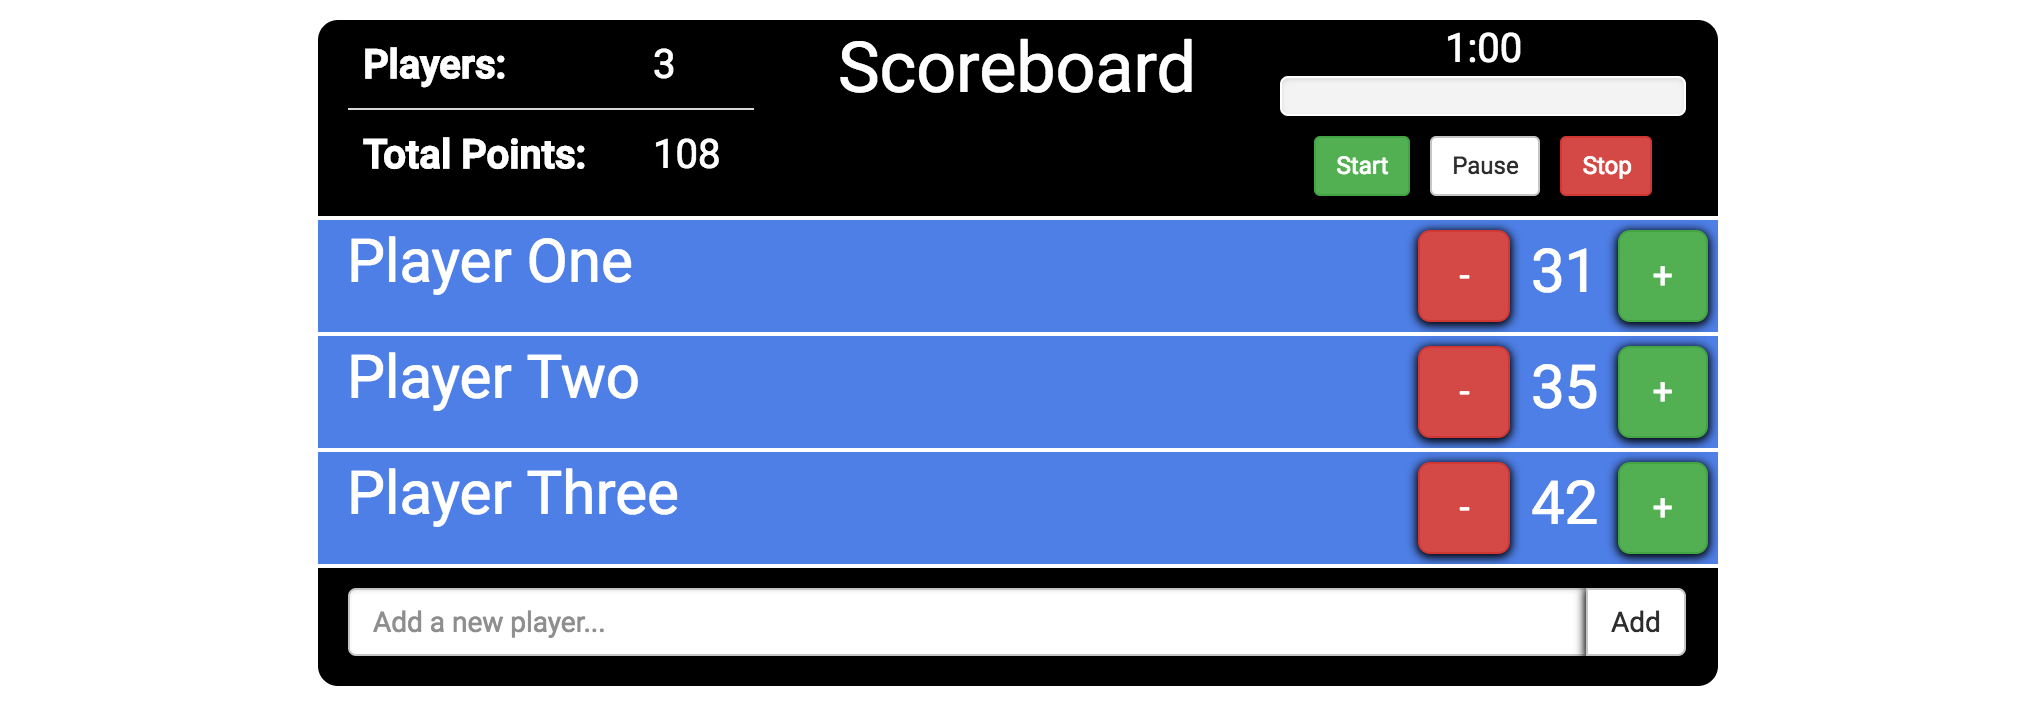 Players: 3
Total Points: 108
Scoreboard
1:00
Start Pause Stop
Player One - 31 +
Player Two - 35 +
Player Three - 42 +
Add a new player... Add